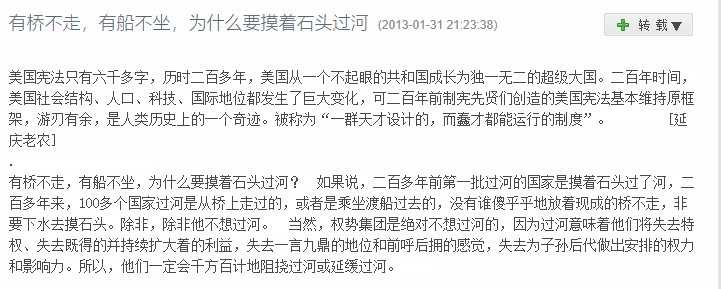 有桥不走，有船不坐，为什么要摸着石头过河 (2013-01-31 21:23:38)
转载▼
美国宪法只有六千多字，历时二百多年，美国从一个不起眼的共和国成长为独一无二的超级大国。二百年时间，
美国社会结构、人口、科技、国际地位都发生了巨大变化，可二百年前制宪先贤们创造的美国宪法基本维持原框
架，游刃有余，是人类历史上的一个奇迹。被称为“一群天才设计的，而蠢才都能运行的制度”。 [延
庆老农]
.
有桥不走，有船不坐，为什么要摸着石头过河？ 如果说，二百多年前第一批过河的国家是摸着石头过了河，二
百多年来，100多个国家过河是从桥上走过的，或者是乘坐渡船过去的，没有谁傻乎乎地放着现成的桥不走，非
要下水去摸石头。除非，除非他不想过河。 当然，权势集团是绝对不想过河的，因为过河意味着他们将失去特
权、失去既得的并持续扩大着的利益，失去一言九鼎的地位和前呼后拥的感觉，失去为子孙后代做出安排的权力
和影响力。所以，他们一定会千方百计地阻挠过河或延缓过河。